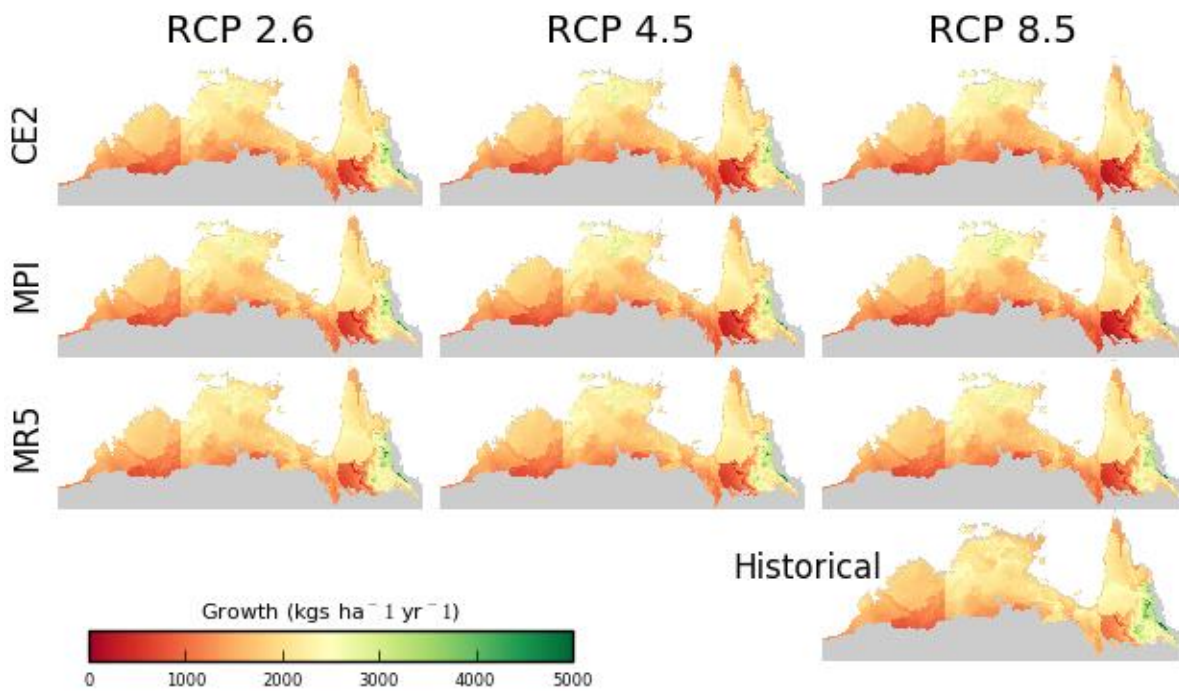 RCP 2.6 RCP 4.5 RCP 8.5
CE2
MPI
MR5
Historical
Growth (kgs ha⁻1 yr⁻1)
0 1000 2000 3000 4000 5000